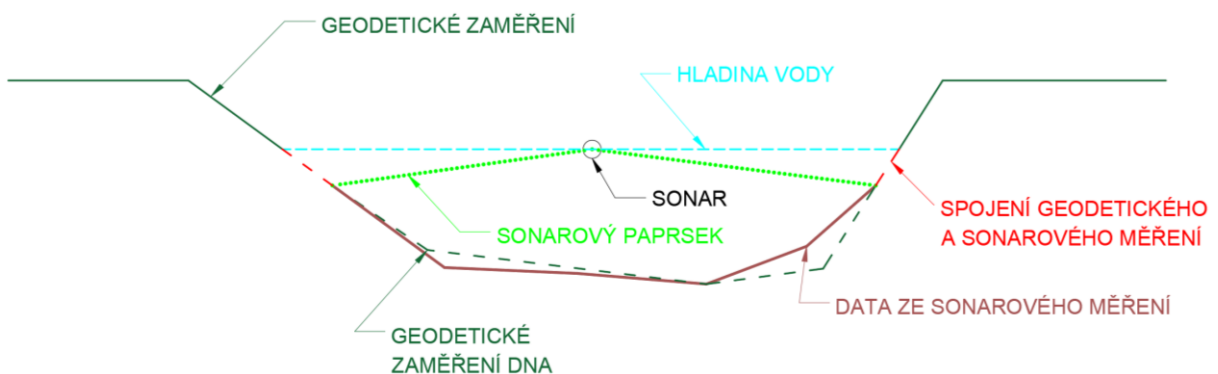 GEODETICKÉ ZAMĚŘENÍ
HLADINA VODY
SONAR
SPOJENÍ GEODETICKÉHO
A SONAROVÉHO MĚŘENÍ
SONAROVÝ PAPRSEK
DATA ZE SONAROVÉHO MĚŘENÍ
GEODETICKÉ
ZAMĚŘENÍ DNA